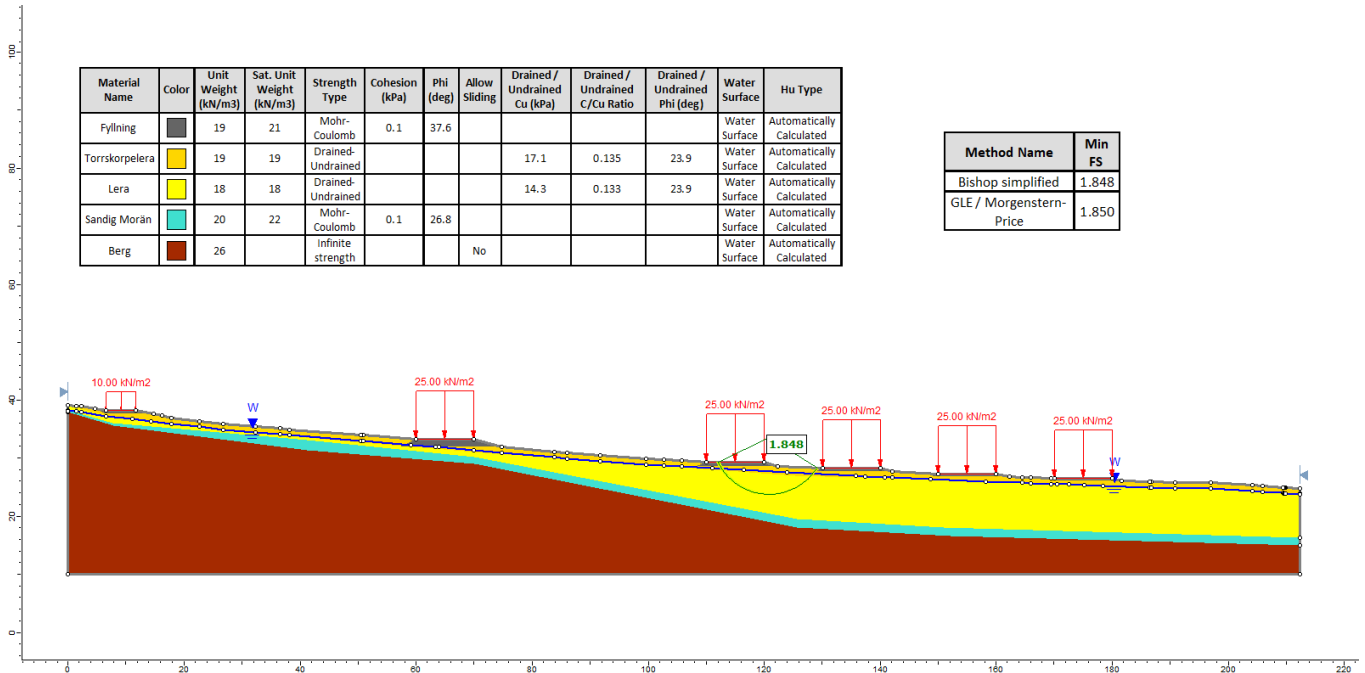 Material Name Color Unit Weight (kN/m3) Sat. Unit Weight (kN/m3) Strength Type Cohesion (kPa) Phi (deg) Allow Sliding Drained / Undrained Cu (kPa) Drained / Undrained C/Cu Ratio Drained / Undrained Phi (deg) Water Surface Hu Type
Fyllning 19 21 Mohr-Coulomb 0.1 37.6 Water Surface Automatically Calculated
Torrskorpelera 19 19 Drained-Undrained 17.1 0.135 23.9 Water Surface Automatically Calculated
Lera 18 18 Drained-Undrained 14.3 0.133 23.9 Water Surface Automatically Calculated
Sandig Morän 20 22 Mohr-Coulomb 0.1 26.8 Water Surface Automatically Calculated
Berg 26 Infinite strength No Water Surface Automatically Calculated
Method Name Min FS
Bishop simplified 1.848
GLE / Morgenstern-Price 1.850
100
80
60
40
20
0
10.00 kN/m2
25.00 kN/m2
25.00 kN/m2
25.00 kN/m2
25.00 kN/m2
25.00 kN/m2
W
1.848
W
0 20 40 60 80 100 120 140 160 180 200 220